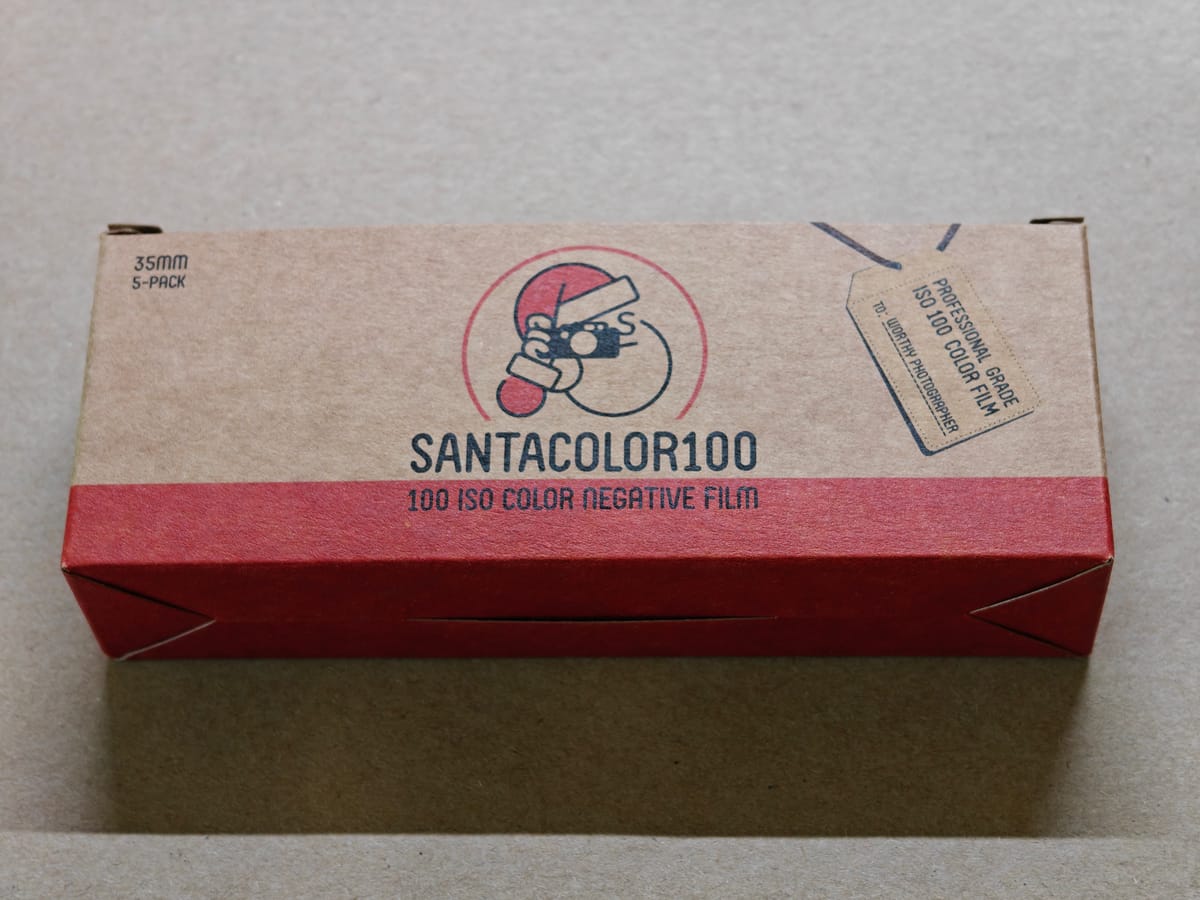 35MM
5-PACK
S
SANTACOLOR100
100 ISO COLOR NEGATIVE FILM
PROFESSIONAL GRADE
ISO 100 COLOR FILM
TO: WORTHY PHOTOGRAPHER